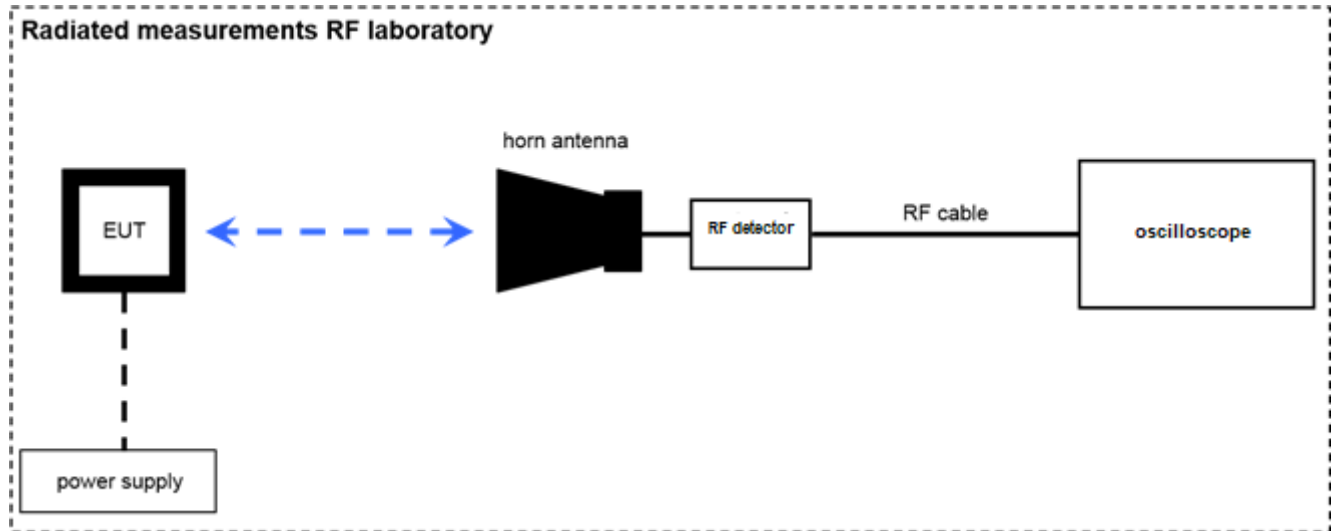 Radiated measurements RF laboratory
horn antenna
EUT
RF detector
RF cable
oscilloscope
power supply